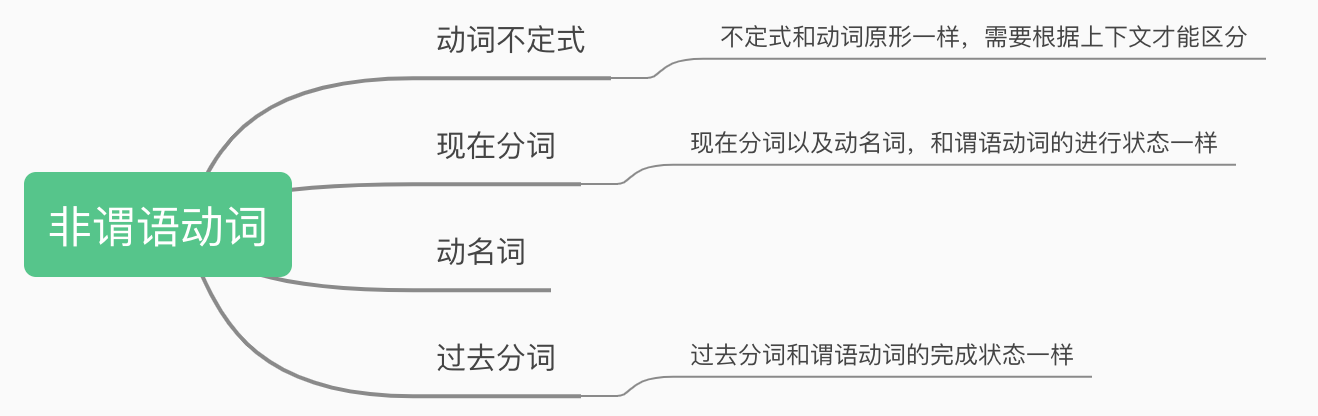 非谓语动词
动词不定式
不定式和动词原形一样，需要根据上下文才能区分
现在分词
现在分词以及动名词，和谓语动词的进行状态一样
动名词
过去分词
过去分词和谓语动词的完成状态一样